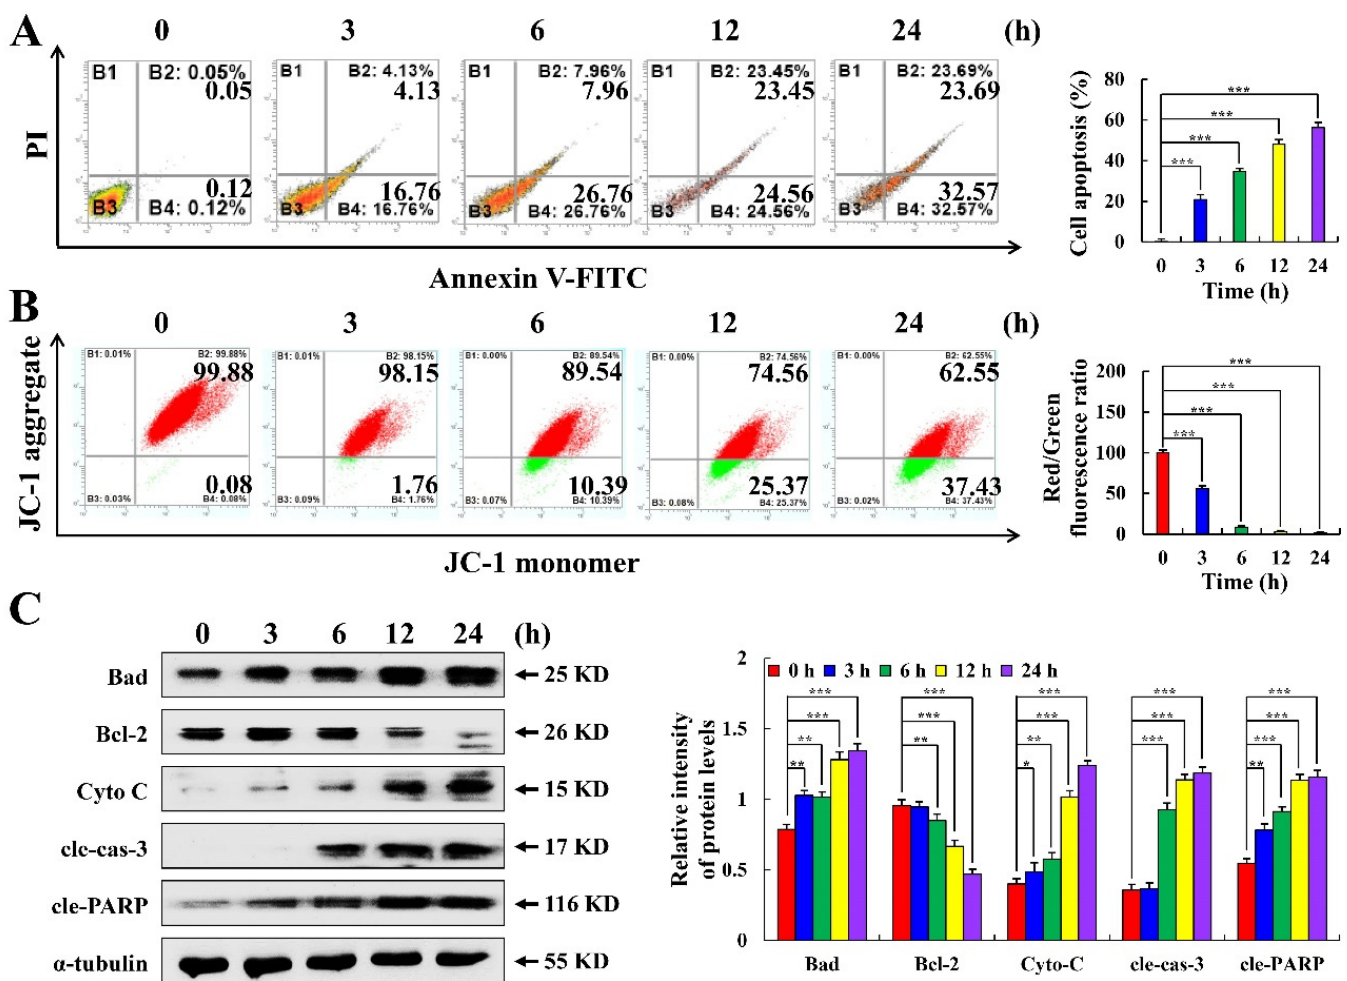 A
0 3 6 12 24 (h)
B1 B2: 0.05%
0.05
0.12
B3 B4: 0.12%
B1 B2: 4.13%
4.13
16.76
B3 B4: 16.76%
B1 B2: 7.96%
7.96
26.76
B3 B4: 26.76%
B1 B2: 23.45%
23.45
24.56
B3 B4: 24.56%
B1 B2: 23.69%
23.69
32.57
B3 B4: 32.57%
PI
Annexin V-FITC
Cell apoptosis (%)
80
60
40
20
0
***
***
***
***
0 3 6 12 24
Time (h)
B
0 3 6 12 24 (h)
B1: 0.01% B2: 99.88%
99.88
0.08
B3: 0.03% B4: 0.08%
B1: 0.01% B2: 98.15%
98.15
1.76
B3: 0.09% B4: 1.76%
B1: 0.00% B2: 89.54%
89.54
10.39
B3: 0.07% B4: 10.39%
B1: 0.00% B2: 74.56%
74.56
25.37
B3: 0.08% B4: 25.37%
B1: 0.00% B2: 62.55%
62.55
37.43
B3: 0.02% B4: 37.43%
JC-1 aggregate
JC-1 monomer
Red/Green
fluorescence ratio
200
150
100
50
0
***
***
***
***
0 3 6 12 24
Time (h)
C
0 3 6 12 24 (h)
Bad 25 KD
Bcl-2 26 KD
Cyto C 15 KD
cle-cas-3 17 KD
cle-PARP 116 KD
α-tubulin 55 KD
Relative intensity
of protein levels
2
1.5
1
0.5
0
0 h 3 h 6 h 12 h 24 h
*** *** *** *** ***
*** *** *** *** ***
** ** ** *** ***
** * **
Bad Bcl-2 Cyto-C cle-cas-3 cle-PARP